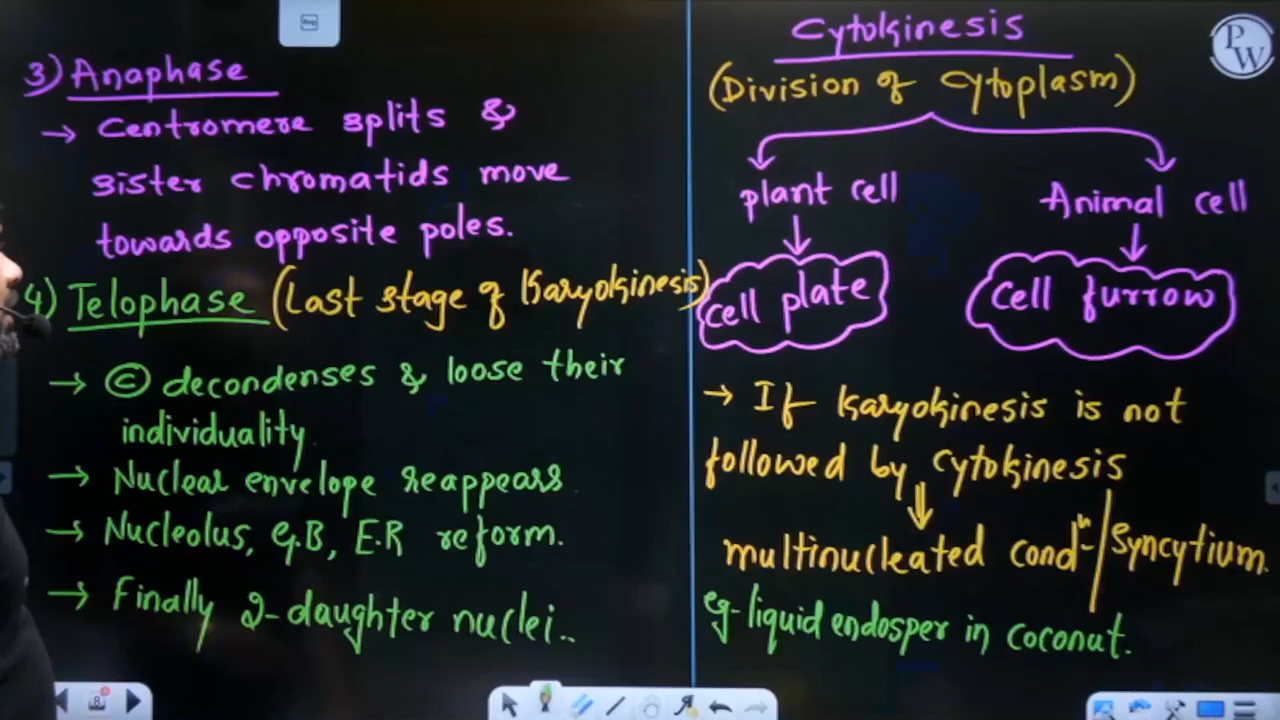 3) Anaphase
→ Centromere splits &
sister chromatids move
towards opposite poles.
4) Telophase (Last stage of Karyokinesis)
→ © decondenses & loose their
individuality.
→ Nuclear envelope reappears.
→ Nucleolus, G.B, E.R reform.
→ Finally 2-daughter nuclei..
Cytokinesis
(Division of cytoplasm)
plant cell
Animal cell
cell plate
cell furrow
→ If Karyokinesis is not
followed by cytokinesis
multinucleated condⁿ/Syncytium.
eg-liquid endosper in coconut.
PW
8